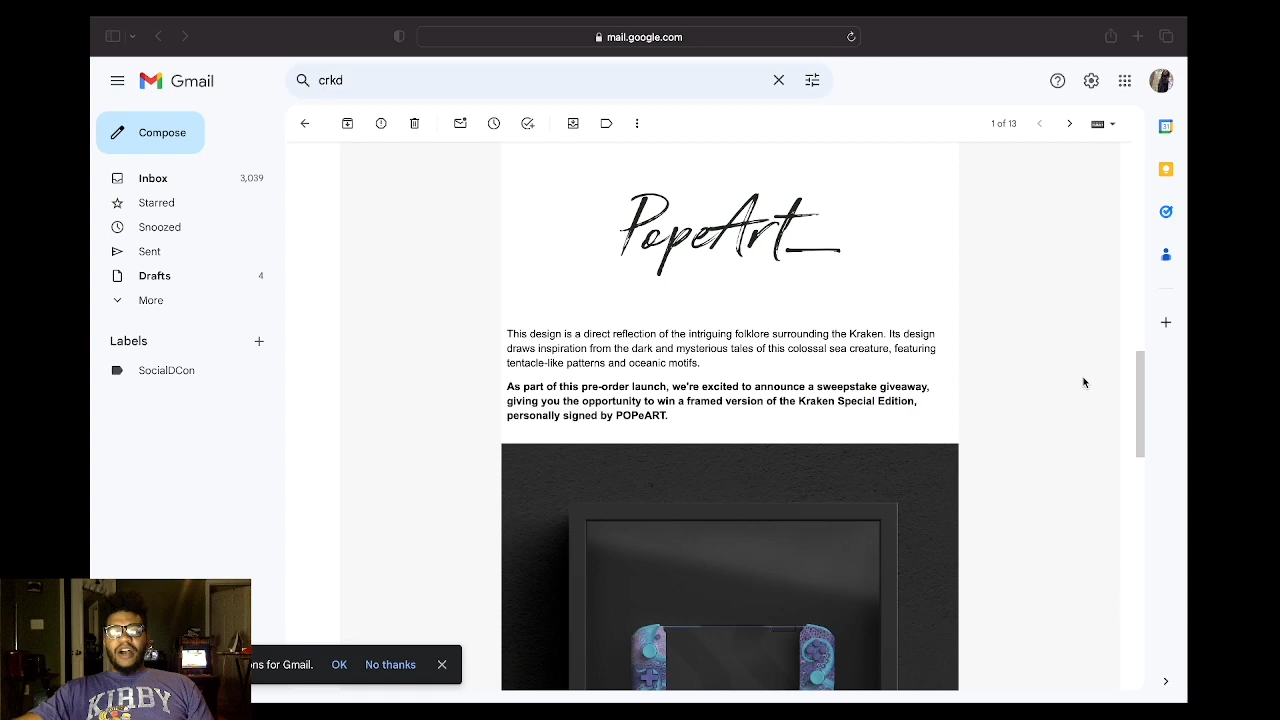 mail.google.com
Gmail
crkd
Compose
1 of 13
Inbox 3,039
Starred
Snoozed
Sent
Drafts 4
More
Labels
SocialDCon
PopeArt_
This design is a direct reflection of the intriguing folklore surrounding the Kraken. Its design
draws inspiration from the dark and mysterious tales of this colossal sea creature, featuring
tentacle-like patterns and oceanic motifs.
As part of this pre-order launch, we're excited to announce a sweepstake giveaway,
giving you the opportunity to win a framed version of the Kraken Special Edition,
personally signed by POPeART.
ons for Gmail. OK No thanks
KIRBY
31